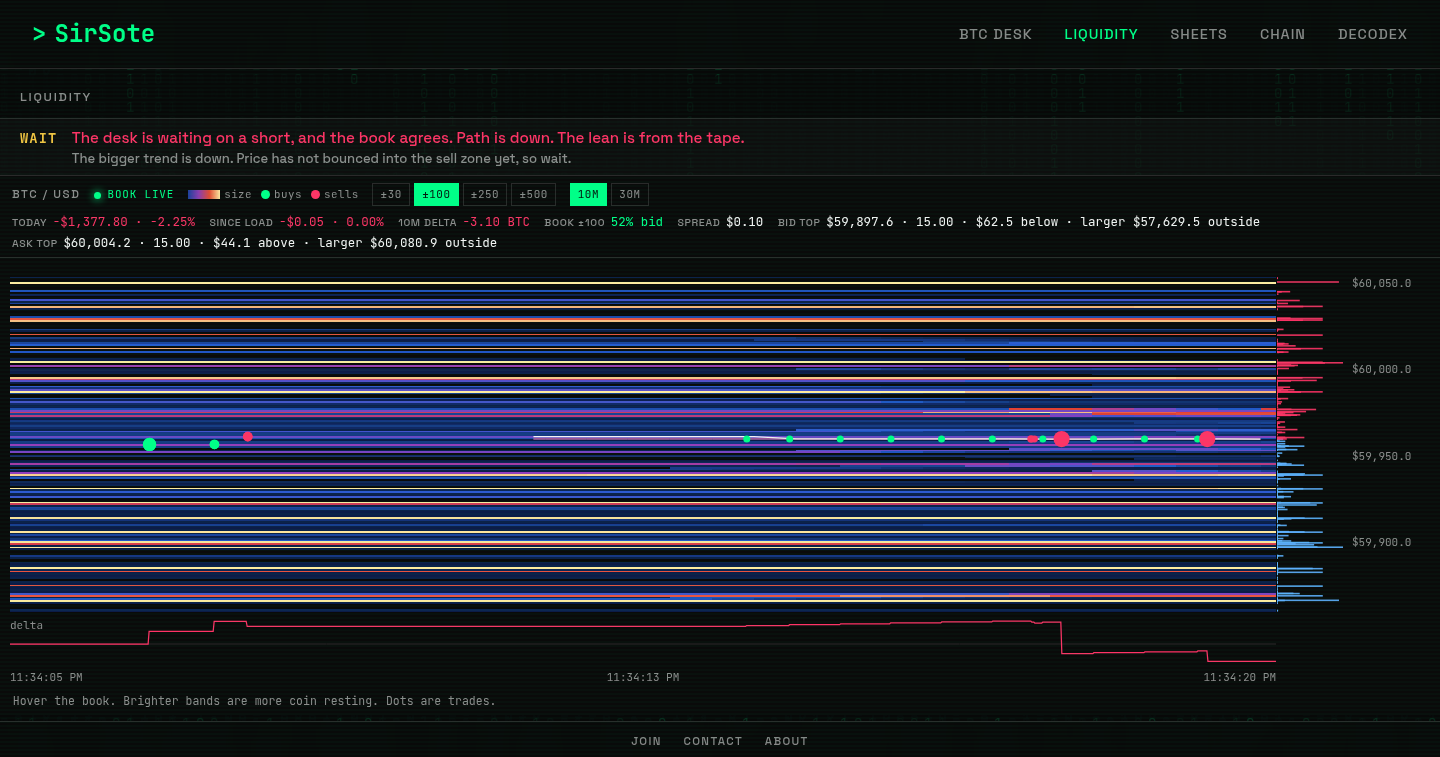 > SirSote
BTC DESK LIQUIDITY SHEETS CHAIN DECODEX
LIQUIDITY
WAIT The desk is waiting on a short, and the book agrees. Path is down. The lean is from the tape.
The bigger trend is down. Price has not bounced into the sell zone yet, so wait.
BTC / USD BOOK LIVE size buys sells ±30 ±100 ±250 ±500 10M 30M
TODAY -$1,377.80 · -2.25% SINCE LOAD -$0.05 · 0.00% 10M DELTA -3.10 BTC BOOK ±100 52% bid SPREAD $0.10 BID TOP $59,897.6 · 15.00 · $62.5 below · larger $57,629.5 outside
ASK TOP $60,004.2 · 15.00 · $44.1 above · larger $60,080.9 outside
$60,050.0
$60,000.0
$59,950.0
$59,900.0
delta
11:34:05 PM 11:34:13 PM 11:34:20 PM
Hover the book. Brighter bands are more coin resting. Dots are trades.
JOIN CONTACT ABOUT